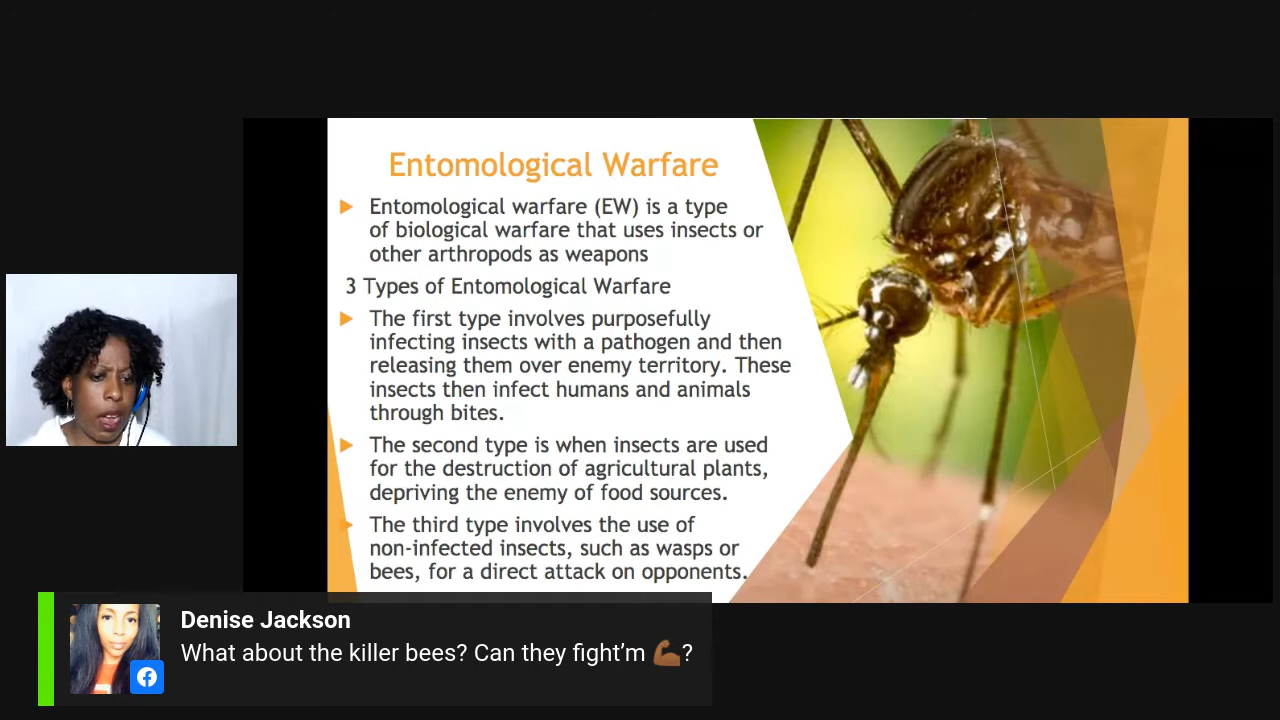 Entomological Warfare
Entomological warfare (EW) is a type
of biological warfare that uses insects or
other arthropods as weapons
3 Types of Entomological Warfare
The first type involves purposefully
infecting insects with a pathogen and then
releasing them over enemy territory. These
insects then infect humans and animals
through bites.
The second type is when insects are used
for the destruction of agricultural plants,
depriving the enemy of food sources.
The third type involves the use of
non-infected insects, such as wasps or
bees, for a direct attack on opponents.
Denise Jackson
What about the killer bees? Can they fight’m 💪🏾?